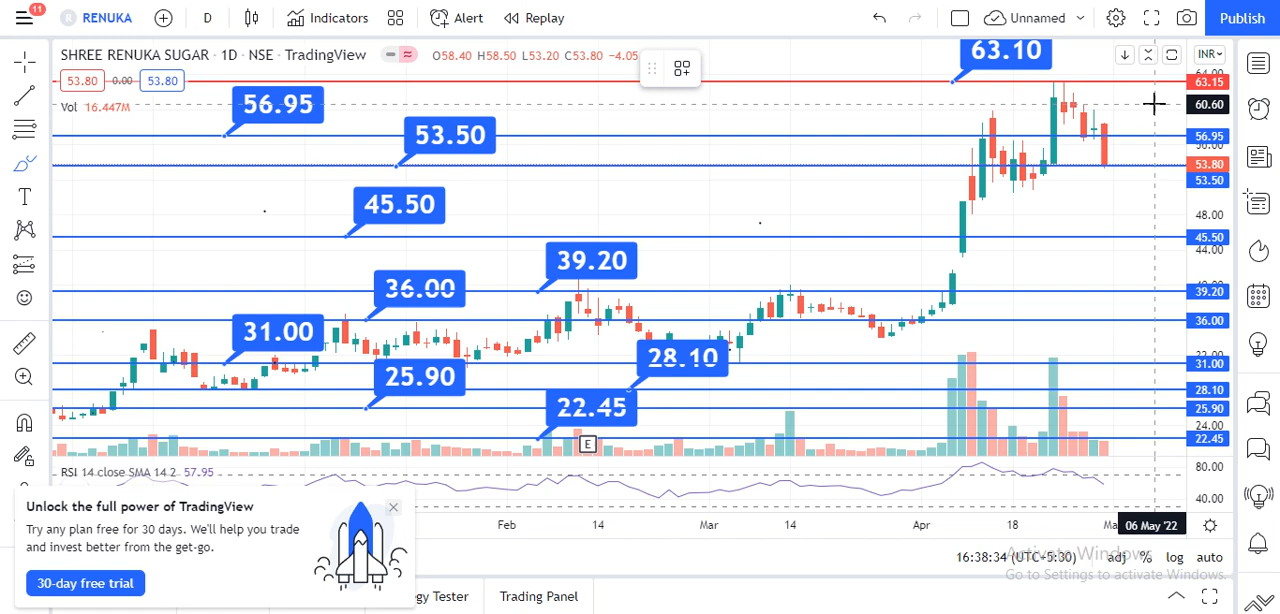 11
R RENUKA
D
Indicators
Alert
Replay
Unnamed
Publish
SHREE RENUKA SUGAR · 1D · NSE · TradingView
O58.40 H58.50 L53.20 C53.80 -4.05
INR
53.80 0.00 53.80
Vol 16.447M
63.10
56.95
53.50
45.50
39.20
36.00
31.00
28.10
25.90
22.45
E
64.00
63.15
60.60
56.95
56.00
53.80
53.50
48.00
45.50
44.00
39.20
36.00
32.00
31.00
28.10
25.90
24.00
22.45
RSI 14 close SMA 14 2 57.95
80.00
40.00
Feb 14 Mar 14 Apr 18
06 May '22
Unlock the full power of TradingView
Try any plan free for 30 days. We'll help you trade
and invest better from the get-go.
30-day free trial
16:38:34 (UTC+5:30)
adj % log auto
Activate Windows
Go to Settings to activate Windows.
Tester
Trading Panel